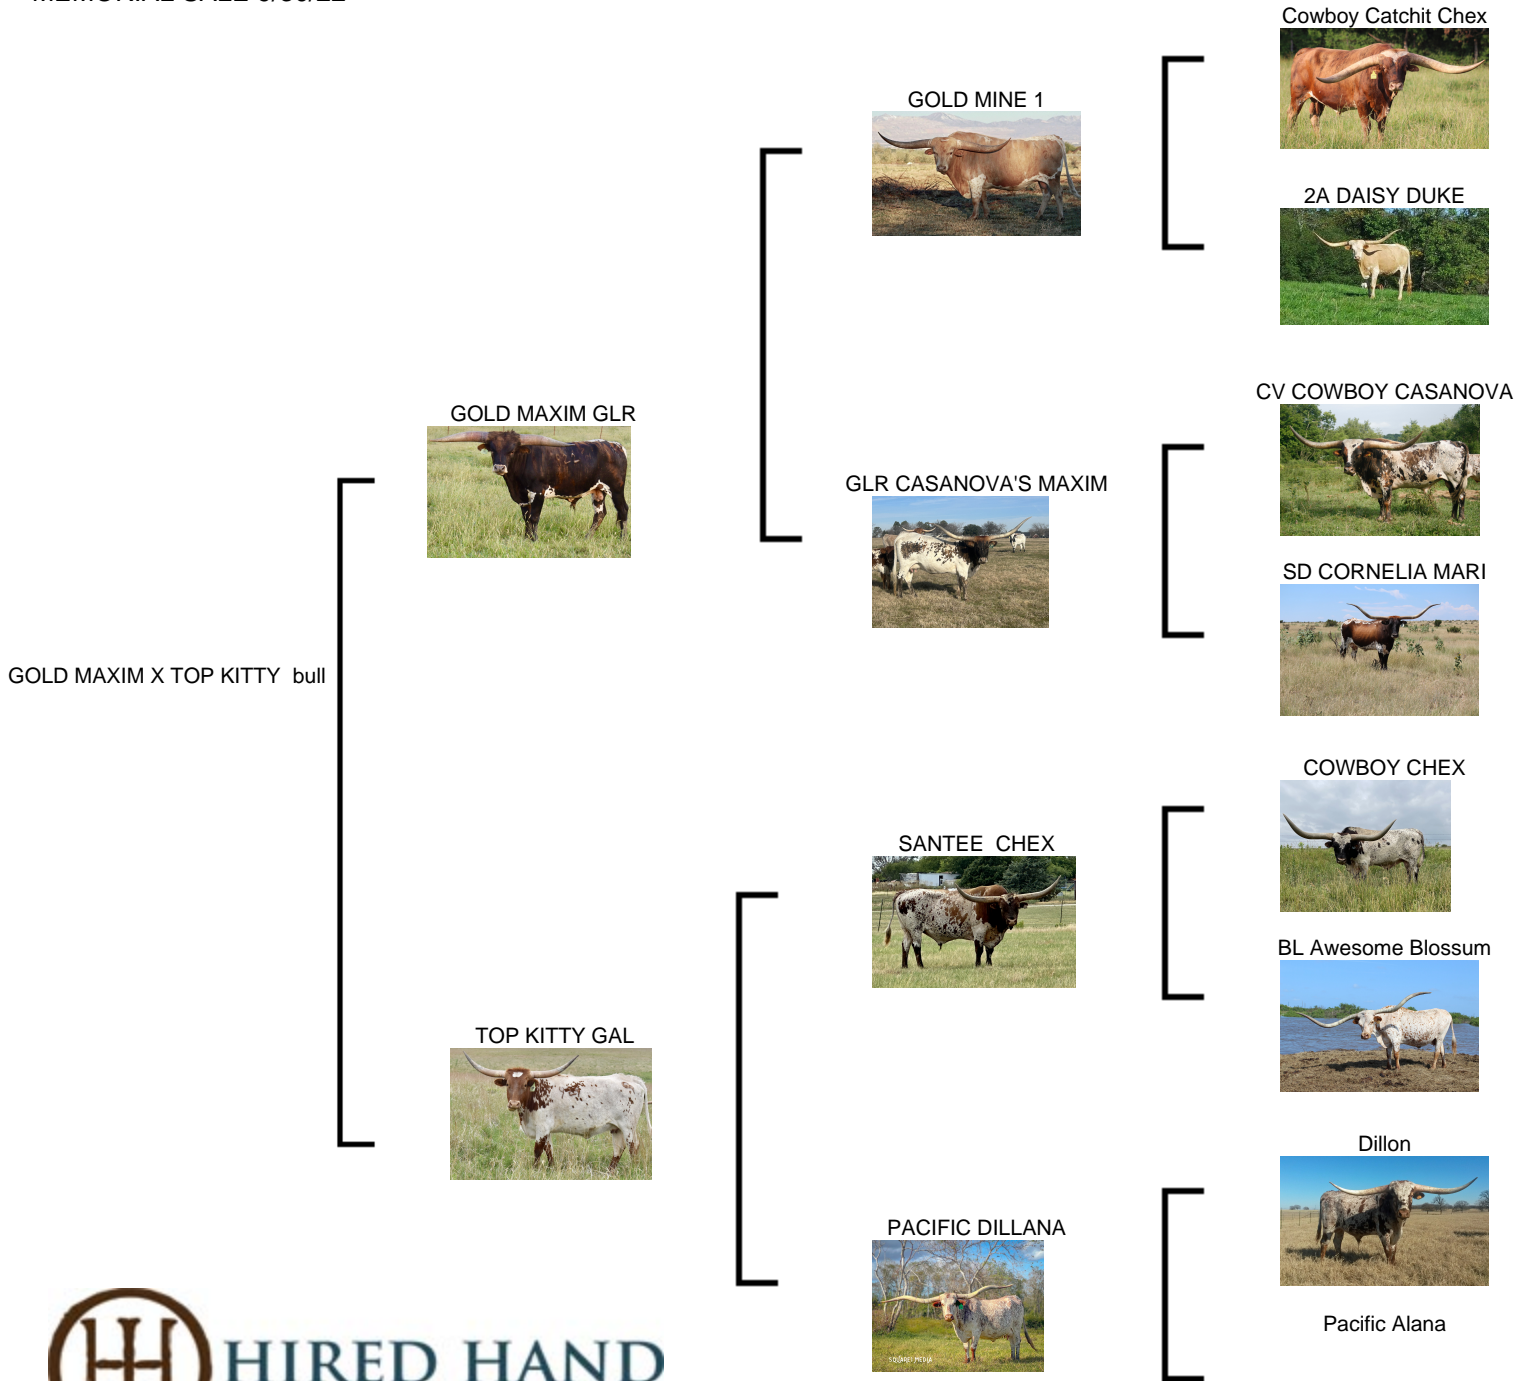 Cowboy Catchit Chex
GOLD MINE 1
2A DAISY DUKE
CV COWBOY CASANOVA
GOLD MAXIM GLR
GLR CASANOVA'S MAXIM
SD CORNELIA MARI
GOLD MAXIM X TOP KITTY bull
COWBOY CHEX
SANTEE CHEX
BL Awesome Blossum
TOP KITTY GAL
Dillon
PACIFIC DILLANA
Pacific Alana
HIRED HAND